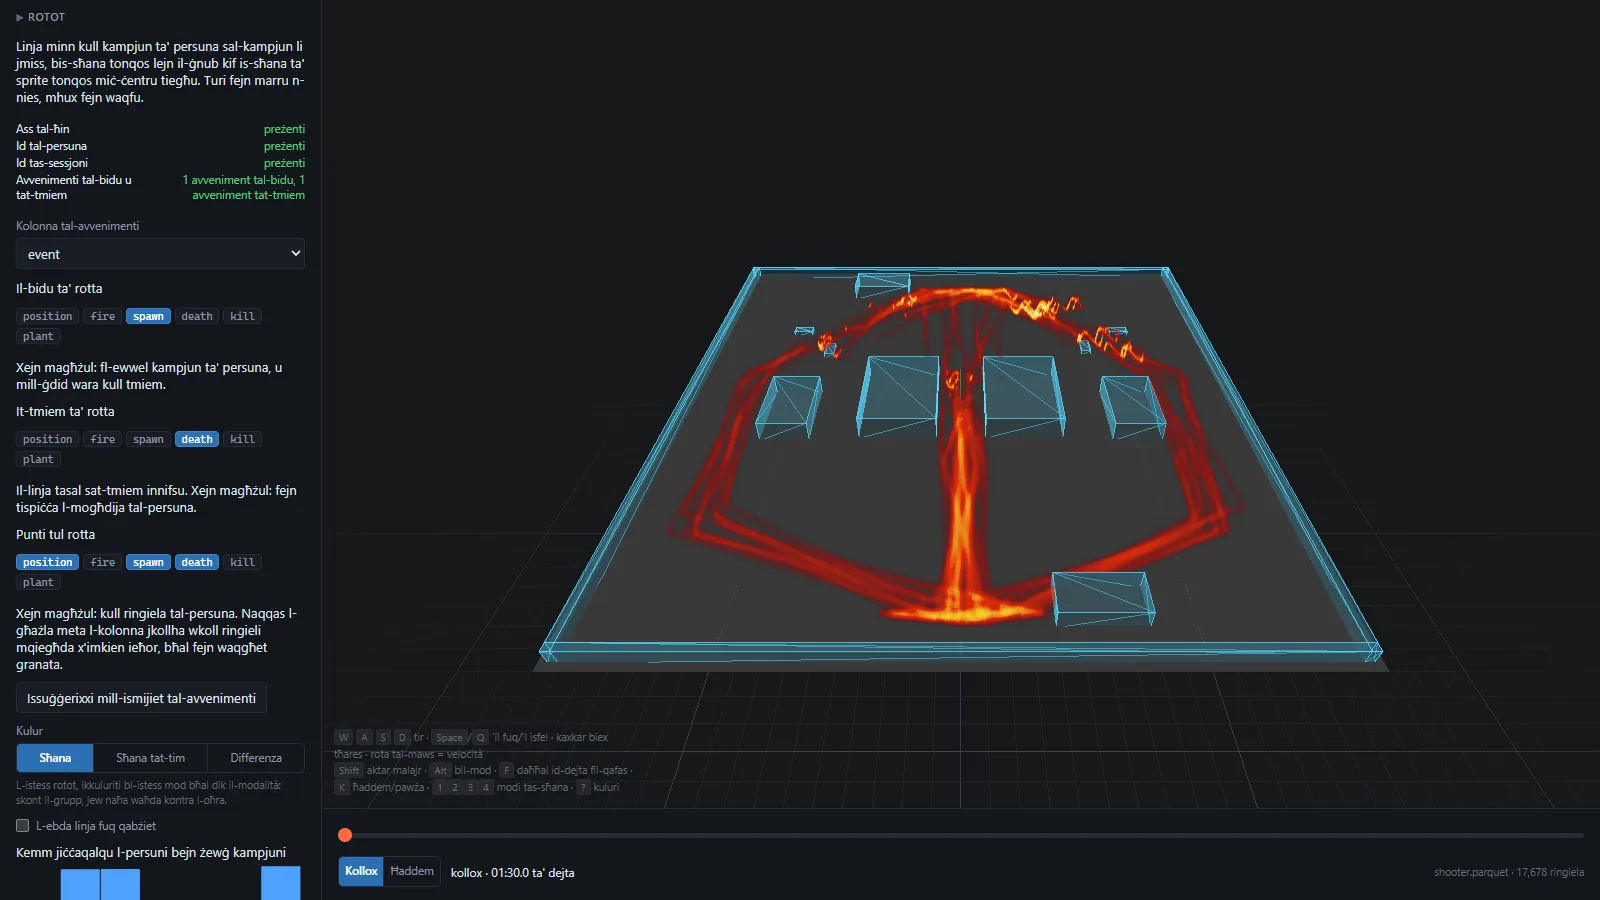 ▶ ROTOT
Linja minn kull kampjun ta' persuna sal-kampjun li
jmiss, bis-sħana tonqos lejn il-ġnub kif is-sħana ta'
sprite tonqos miċ-ċentru tiegħu. Turi fejn marru n-
nies, mhux fejn waqfu.
Ass tal-ħin preżenti
Id tal-persuna preżenti
Id tas-sessjoni preżenti
Avvenimenti tal-bidu u 1 avveniment tal-bidu, 1
tat-tmiem avveniment tat-tmiem
Kolonna tal-avvenimenti
event
Il-bidu ta' rotta
position fire spawn death kill
plant
Xejn magħżul: fl-ewwel kampjun ta' persuna, u
mill-ġdid wara kull tmiem.
It-tmiem ta' rotta
position fire spawn death kill
plant
Il-linja tasal sat-tmiem innifsu. Xejn magħżul: fejn
tispiċċa l-mogħdija tal-persuna.
Punti tul rotta
position fire spawn death kill
plant
Xejn magħżul: kull ringiela tal-persuna. Naqqas l-
għażla meta l-kolonna jkollha wkoll ringieli
mqiegħda x'imkien ieħor, bħal fejn waqgħet
granata.
Issuġġerixxi mill-ismijiet tal-avvenimenti
Kulur
Sħana Sħana tat-tim Differenza
L-istess rotot, ikkuluriti bl-istess mod bħal dik il-modalità:
skont il-grupp, jew naħa waħda kontra l-oħra.
L-ebda linja fuq qabżiet
Kemm jiċċaqalqu l-persuni bejn żewġ kampjuni
W A S D tir · Space / Q 'il fuq/'l isfel · kaxkar biex
tħares · rota tal-maws = veloċità
Shift aktar malajr · Alt bil-mod · F daħħal id-dejta fil-qafas ·
K ħaddem/pawża · 1 2 3 4 modi tas-sħana · ? kuluri
Kollox Ħaddem kollox · 01:30.0 ta' dejta
shooter.parquet · 17,678 ringiela